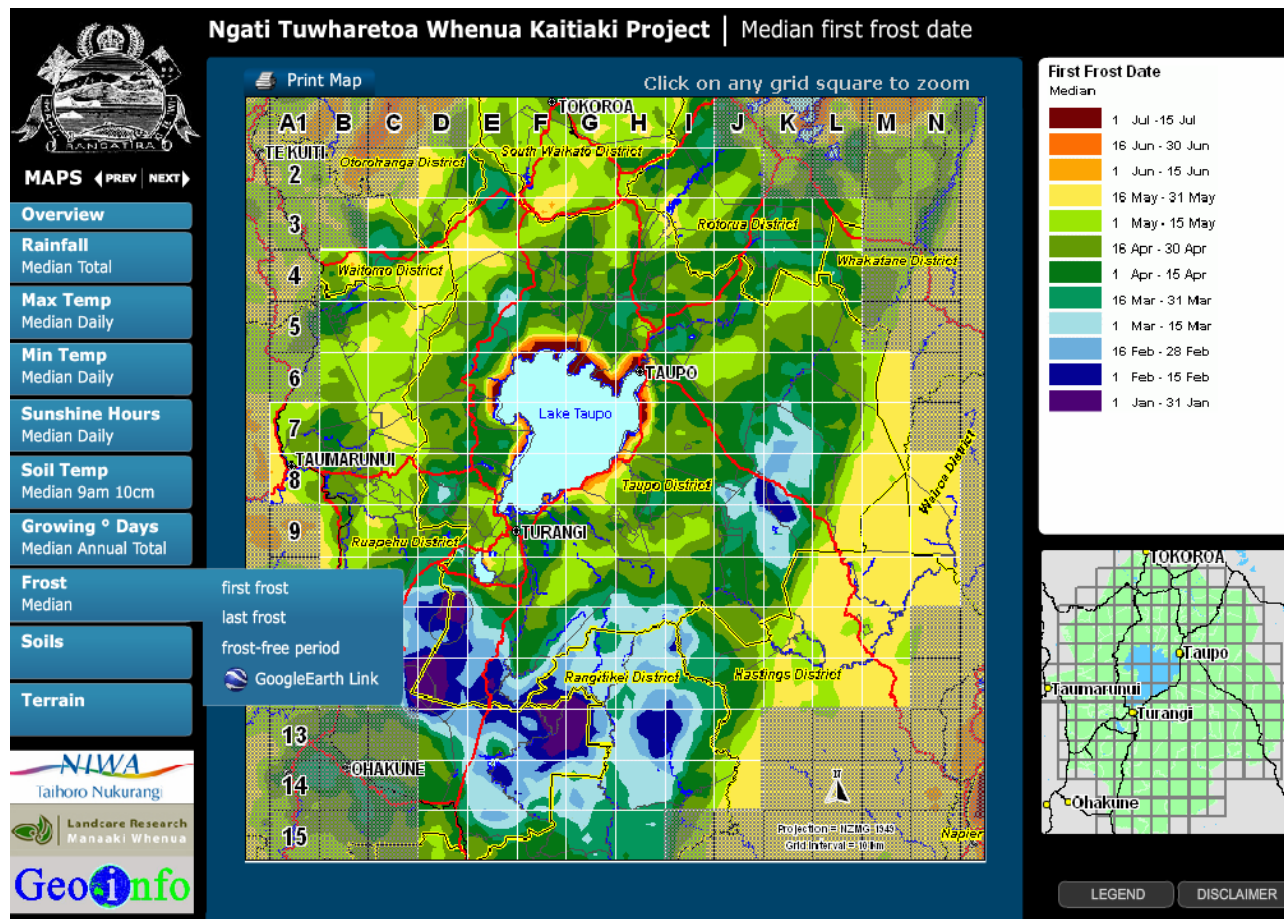 Ngati Tuwharetoa Whenua Kaitiaki Project | Median first frost date
RANGATIRA
MAPS PREV NEXT
Overview
Rainfall
Median Total
Max Temp
Median Daily
Min Temp
Median Daily
Sunshine Hours
Median Daily
Soil Temp
Median 9am 10cm
Growing ° Days
Median Annual Total
Frost
Median
first frost
last frost
frost-free period
GoogleEarth Link
Soils
Terrain
NIWA
Taihoro Nukurangi
Landcare Research
Manaaki Whenua
Geoinfo
Print Map
Click on any grid square to zoom
TOKOROA
A1 B C D E F G H I J K L M N
TE KUITI
Otorohanga District
South Waikato District
2
3
Rotorua District
Waitomo District
Whakatane District
4
5
6
TAUPO
Lake Taupo
7
TAUMARUNUI
8
Taupo District
Wairoa District
9
TURANGI
Ruapehu District
Rangitikei District
Hastings District
13
OHAKUNE
14
N
15
Projection = NZMG 1949
Grid Interval = 10 km
Napier
First Frost Date
Median
1 Jul -15 Jul
16 Jun - 30 Jun
1 Jun - 15 Jun
16 May - 31 May
1 May - 15 May
16 Apr - 30 Apr
1 Apr - 15 Apr
16 Mar - 31 Mar
1 Mar - 15 Mar
16 Feb - 28 Feb
1 Feb - 15 Feb
1 Jan - 31 Jan
TOKOROA
Taupo
Taumarunui
Turangi
Ohakune
LEGEND
DISCLAIMER